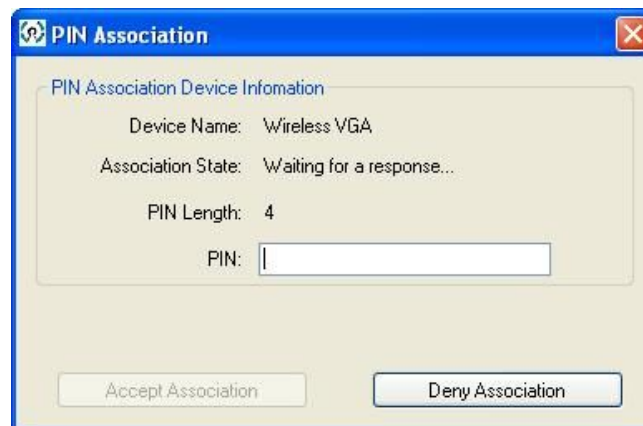 PIN Association
PIN Association Device Infomation
Device Name: Wireless VGA
Association State: Waiting for a response...
PIN Length: 4
PIN:
Accept Association Deny Association